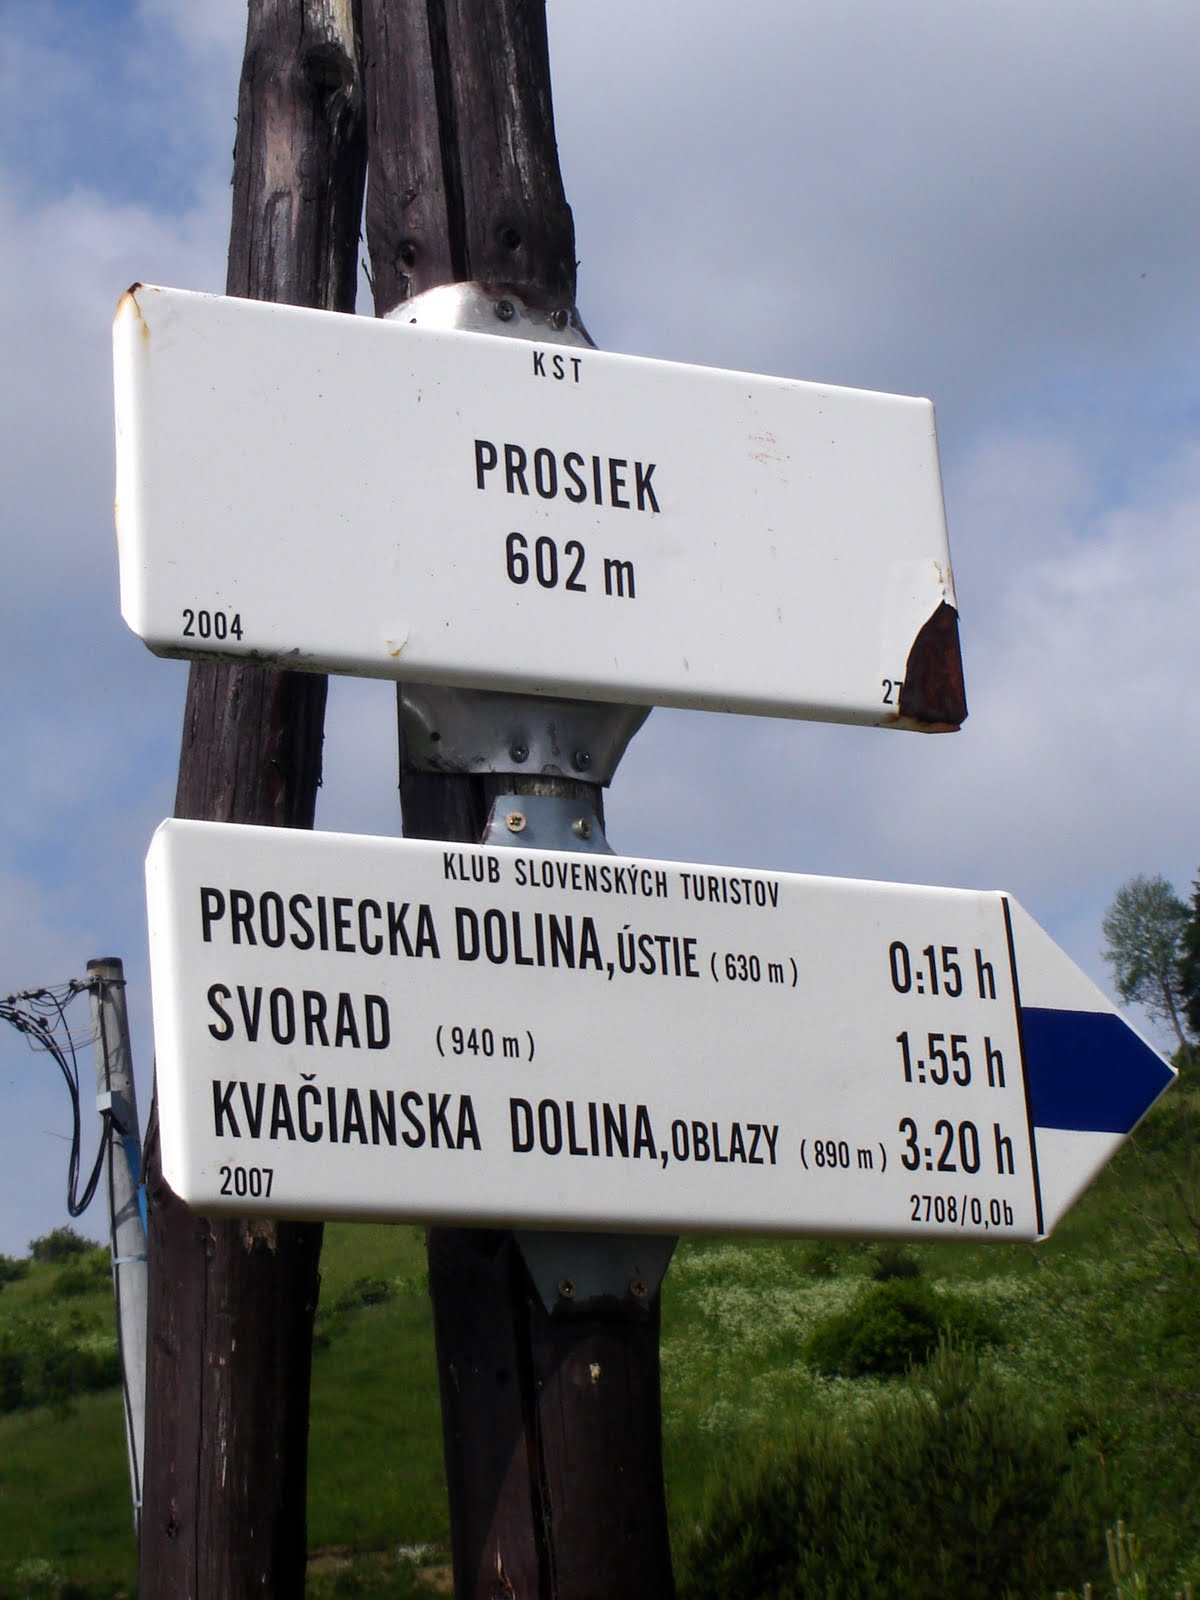 KST
PROSIEK
602 m
2004
KLUB SLOVENSKÝCH TURISTOV
PROSIECKA DOLINA,ÚSTIE (630 m) 0:15 h
SVORAD (940 m) 1:55 h
KVAČIANSKA DOLINA,OBLAZY (890 m) 3:20 h
2007 2708/0,0b